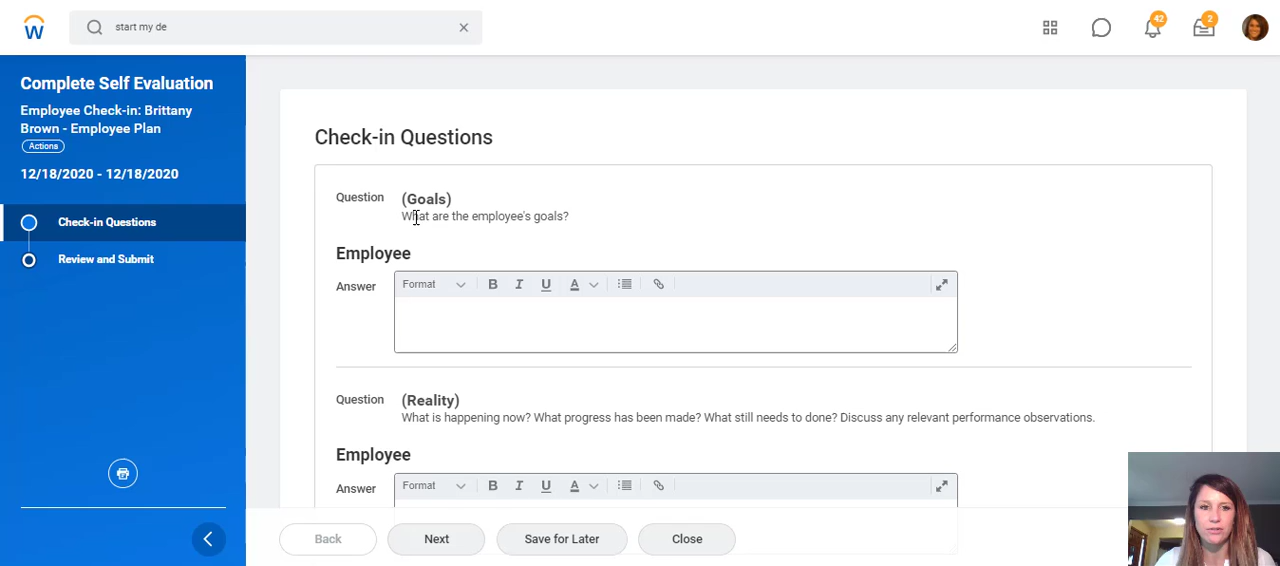 start my de
42
2
Complete Self Evaluation
Employee Check-in: Brittany
Brown - Employee Plan
Actions
12/18/2020 - 12/18/2020
Check-in Questions
Review and Submit
Check-in Questions
Question (Goals)
What are the employee's goals?
Employee
Answer Format B I U A
Question (Reality)
What is happening now? What progress has been made? What still needs to done? Discuss any relevant performance observations.
Employee
Answer Format B I U A
Back Next Save for Later Close